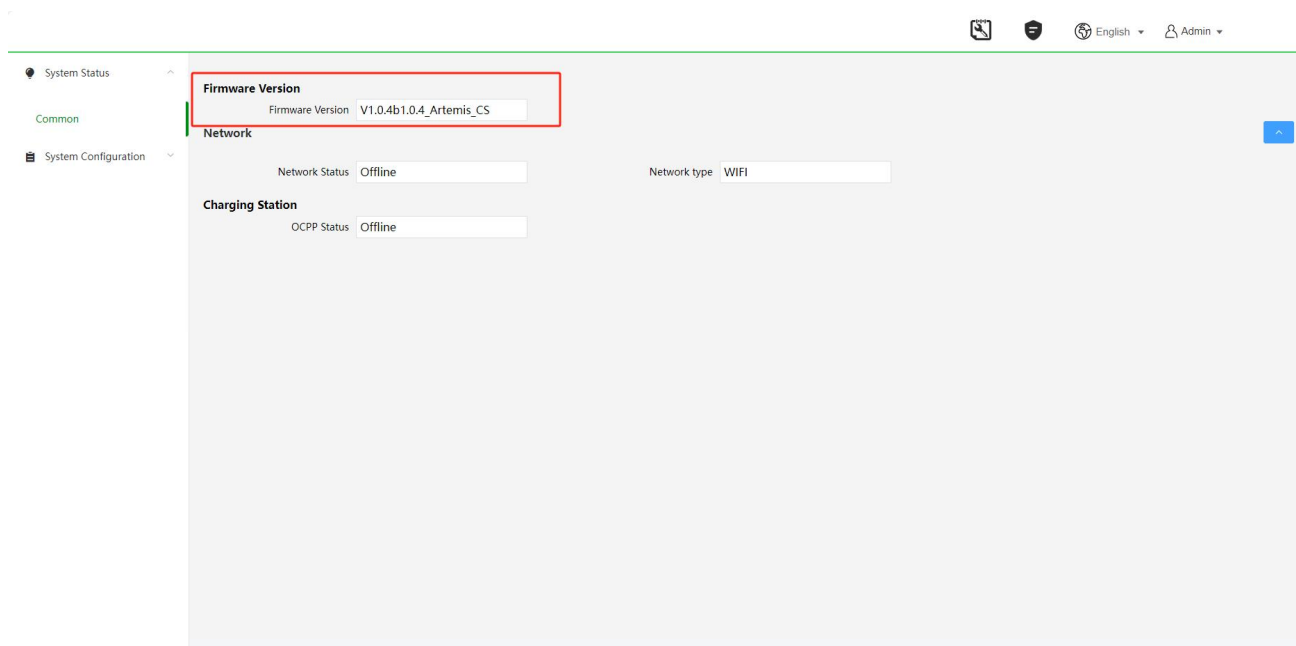 English
Admin
System Status
Common
System Configuration
Firmware Version
Firmware Version V1.0.4b1.0.4_Artemis_CS
Network
Network Status Offline
Network type WIFI
Charging Station
OCPP Status Offline